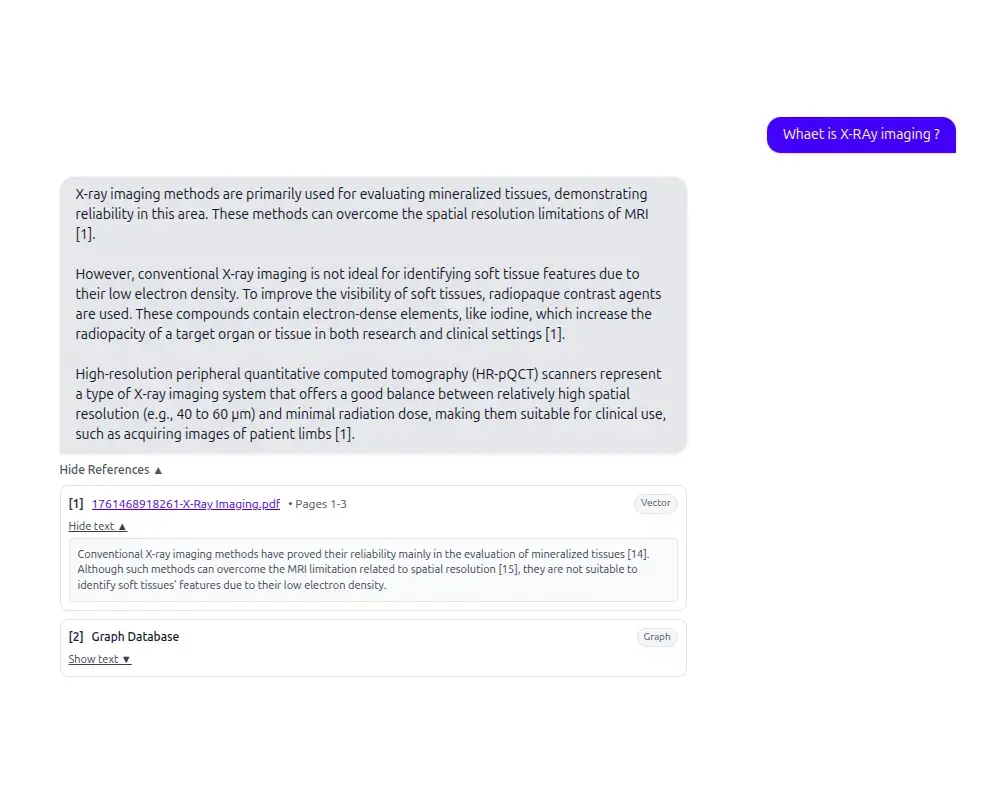 Whaet is X-RAy imaging ?
X-ray imaging methods are primarily used for evaluating mineralized tissues, demonstrating
reliability in this area. These methods can overcome the spatial resolution limitations of MRI
[1].
However, conventional X-ray imaging is not ideal for identifying soft tissue features due to
their low electron density. To improve the visibility of soft tissues, radiopaque contrast agents
are used. These compounds contain electron-dense elements, like iodine, which increase the
radiopacity of a target organ or tissue in both research and clinical settings [1].
High-resolution peripheral quantitative computed tomography (HR-pQCT) scanners represent
a type of X-ray imaging system that offers a good balance between relatively high spatial
resolution (e.g., 40 to 60 µm) and minimal radiation dose, making them suitable for clinical use,
such as acquiring images of patient limbs [1].
Hide References ▲
[1] 1761468918261-X-Ray Imaging.pdf • Pages 1-3 Vector
Hide text ▲
Conventional X-ray imaging methods have proved their reliability mainly in the evaluation of mineralized tissues [14].
Although such methods can overcome the MRI limitation related to spatial resolution [15], they are not suitable to
identify soft tissues’ features due to their low electron density.
[2] Graph Database Graph
Show text ▼